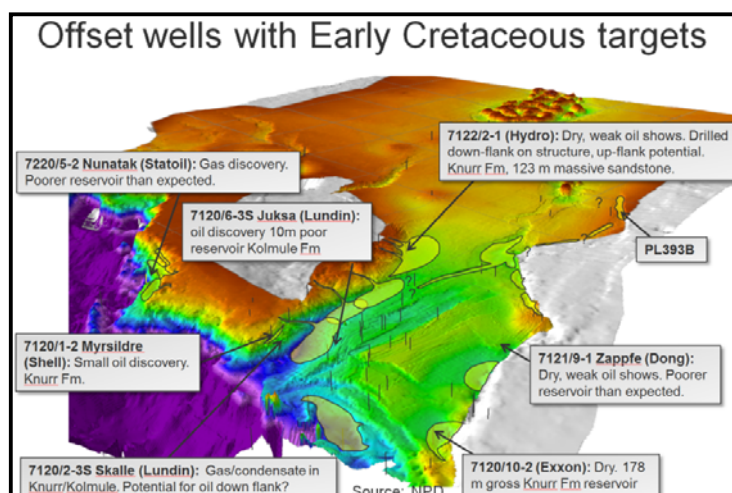 Offset wells with Early Cretaceous targets
7122/2-1 (Hydro): Dry, weak oil shows. Drilled
down-flank on structure, up-flank potential.
Knurr Fm, 123 m massive sandstone.
7220/5-2 Nunatak (Statoil): Gas discovery.
Poorer reservoir than expected.
7120/6-3S Juksa (Lundin):
oil discovery 10m poor
reservoir Kolmule Fm
?
?
?
?
PL393B
7120/1-2 Myrsildre
(Shell): Small oil discovery.
Knurr Fm.
7121/9-1 Zappfe (Dong):
Dry, weak oil shows. Poorer
reservoir than expected.
7120/2-3S Skalle (Lundin): Gas/condensate in
Knurr/Kolmule. Potential for oil down flank?
Source: NPD
7120/10-2 (Exxon): Dry. 178
m gross Knurr Fm reservoir